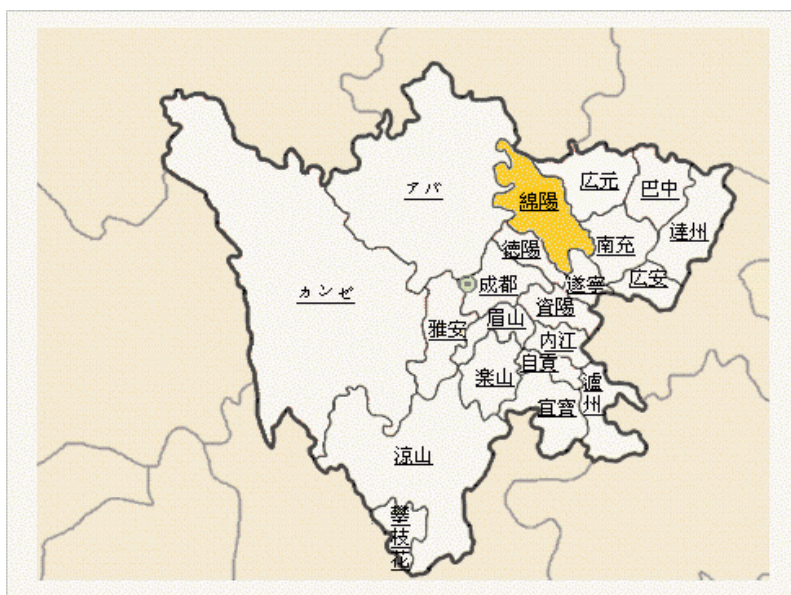 アバ
広元
巴中
綿陽
達州
徳陽
南充
広安
カンゼ
成都
遂寧
資陽
雅安
眉山
内江
自貢
楽山
瀘州
宜賓
涼山
攀枝花